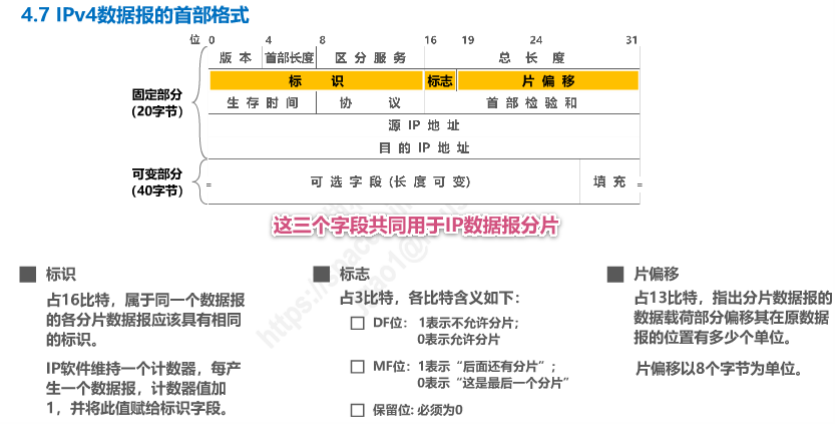 4.7 IPv4数据报的首部格式
位 0 4 8 16 19 24 31
版本 首部长度 区分服务 总长度
标识 标志 片偏移
固定部分
(20字节)
生存时间 协议 首部检验和
源IP地址
目的IP地址
可变部分
(40字节)
可选字段(长度可变) 填充
这三个字段共同用于IP数据报分片
标识
占16比特，属于同一个数据报
的各分片数据报应该具有相同
的标识。
IP软件维持一个计数器，每产
生一个数据报，计数器值加
1，并将此值赋给标识字段。
标志
占3比特，各比特含义如下：
DF位：1表示不允许分片；
0表示允许分片
MF位：1表示“后面还有分片”；
0表示“这是最后一个分片”
保留位: 必须为0
片偏移
占13比特，指出分片数据报的
数据载荷部分偏移其在原数据
报的位置有多少个单位。
片偏移以8个字节为单位。